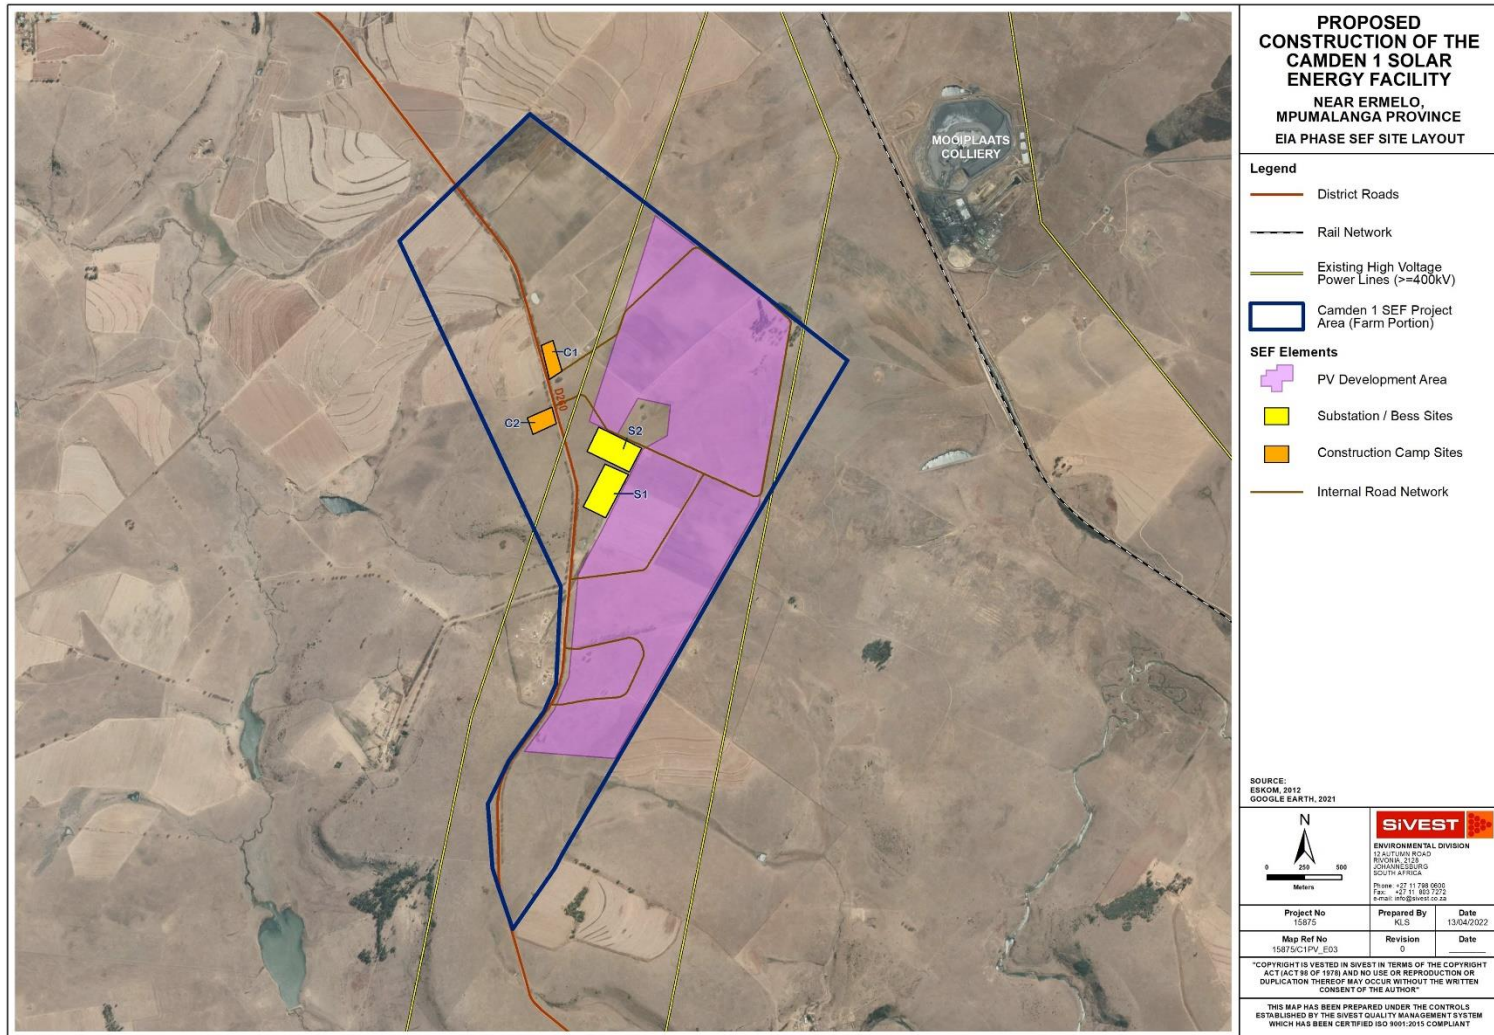 PROPOSED
CONSTRUCTION OF THE
CAMDEN 1 SOLAR
ENERGY FACILITY
NEAR ERMELO,
MPUMALANGA PROVINCE
EIA PHASE SEF SITE LAYOUT
Legend
District Roads
Rail Network
Existing High Voltage
Power Lines (>=400kV)
Camden 1 SEF Project
Area (Farm Portion)
SEF Elements
PV Development Area
Substation / Bess Sites
Construction Camp Sites
Internal Road Network
MOOIPLAATS
COLLIERY
C1
D260
C2
S2
S1
SOURCE:
ESKOM, 2012
GOOGLE EARTH, 2021
N
0 250 500
Meters
SiVEST
ENVIRONMENTAL DIVISION
12 AUTUMN ROAD
RIVONIA, 2128
JOHANNESBURG
SOUTH AFRICA
Phone: +27 11 798 0600
Fax: +27 11 803 7272
e-mail: info@sivest.co.za
Project No
15875
Prepared By
KLS
Date
13/04/2022
Map Ref No
15875/C1PV_E03
Revision
0
Date
"COPYRIGHT IS VESTED IN SIVEST IN TERMS OF THE COPYRIGHT
ACT (ACT 98 OF 1978) AND NO USE OR REPRODUCTION OR
DUPLICATION THEREOF MAY OCCUR WITHOUT THE WRITTEN
CONSENT OF THE AUTHOR"
THIS MAP HAS BEEN PREPARED UNDER THE CONTROLS
ESTABLISHED BY THE SIVEST QUALITY MANAGEMENT SYSTEM
WHICH HAS BEEN CERTIFIED ISO 9001:2015 COMPLIANT